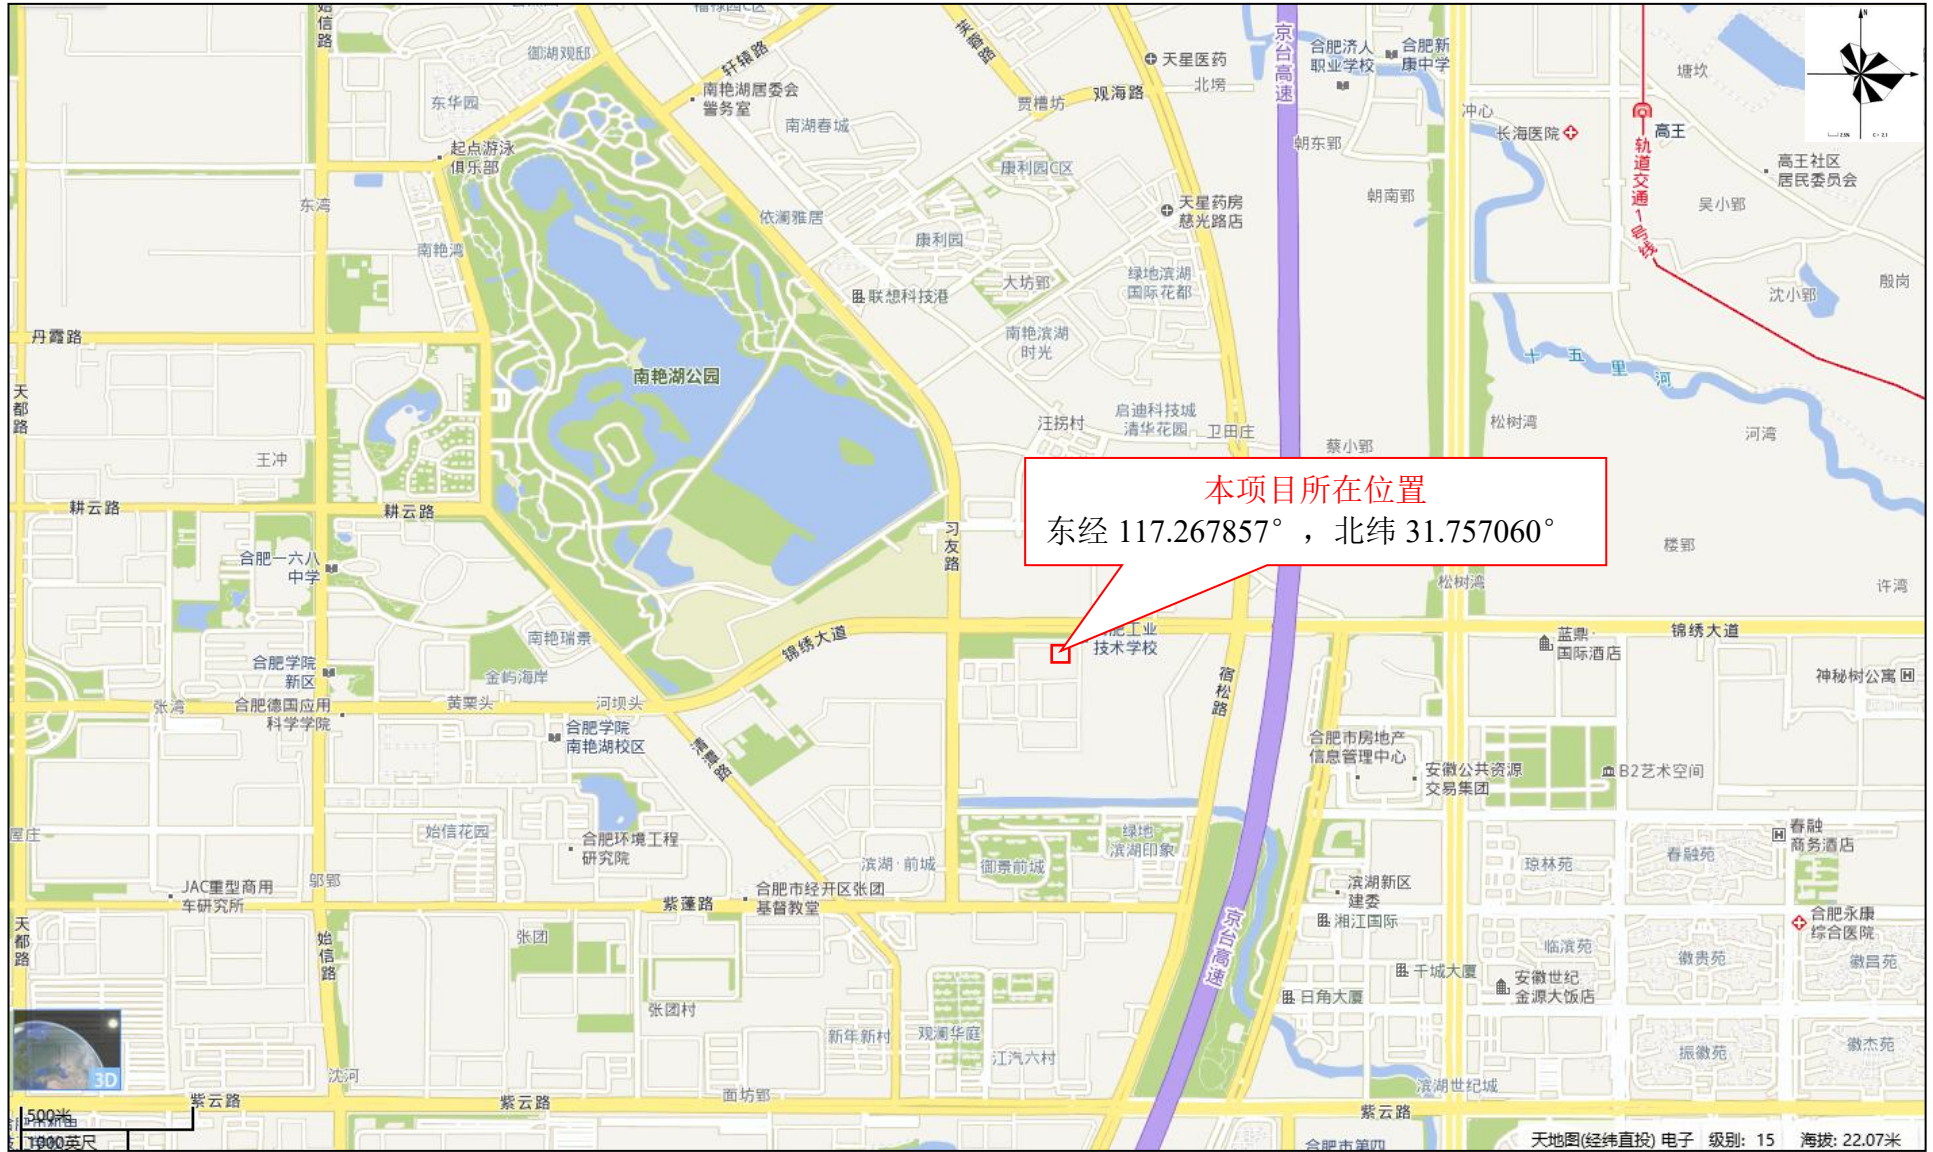 始信路
福禄园C区
芙蓉路
京台高速
合肥济人
职业学校
合肥新
康中学
N
御湖观邸
轩辕路
天星医药
北塝
塘坎
东华园
南艳湖居委会
警务室
贾槽坊
观海路
冲心
高王
长海医院
南湖春城
朝东郢
轨道交通1号线
起点游泳
俱乐部
康利园C区
高王社区
居民委员会
朝南郢
东湾
依澜雅居
天星药房
慈光路店
吴小郢
南艳湾
康利园
大坊郢
绿地滨湖
国际花都
联想科技港
沈小郢
殷岗
丹霞路
南艳滨湖
时光
十五里河
南艳湖公园
天都路
汪拐村
启迪科技城
清华花园
卫田庄
蔡小郢
松树湾
河湾
王冲
本项目所在位置
东经 117.267857°，北纬 31.757060°
耕云路
耕云路
习友路
楼郢
合肥一六八
中学
松树湾
许湾
南艳瑞景
锦绣大道
合肥工业
技术学校
蓝鼎·
国际酒店
锦绣大道
合肥学院
新区
金屿海岸
宿松路
神秘树公寓
张湾
合肥德国应用
科学学院
黄栗头
河坝头
合肥学院
南艳湖校区
清潭路
合肥市房地产
信息管理中心
安徽公共资源
交易集团
B2艺术空间
屋庄
始信花园
合肥环境工程
研究院
滨湖·前城
御景前城
绿地
滨湖印象
春融
商务酒店
琼林苑
春融苑
JAC重型商用
车研究所
邬郢
紫蓬路
合肥市经开区张团
基督教堂
滨湖新区
建委
湘江国际
合肥永康
综合医院
天都路
始信路
张团
京台高速
临滨苑
徽贵苑
徽昌苑
千城大厦
安徽世纪
金源大饭店
日角大厦
张团村
新年新村
观澜华庭
江汽六村
振徽苑
徽杰苑
3D
沈河
面坊郢
滨湖世纪城
紫云路
紫云路
紫云路
500米
1000英尺
合肥市第四
天地图(经纬直投) 电子 级别: 15 海拔: 22.07米